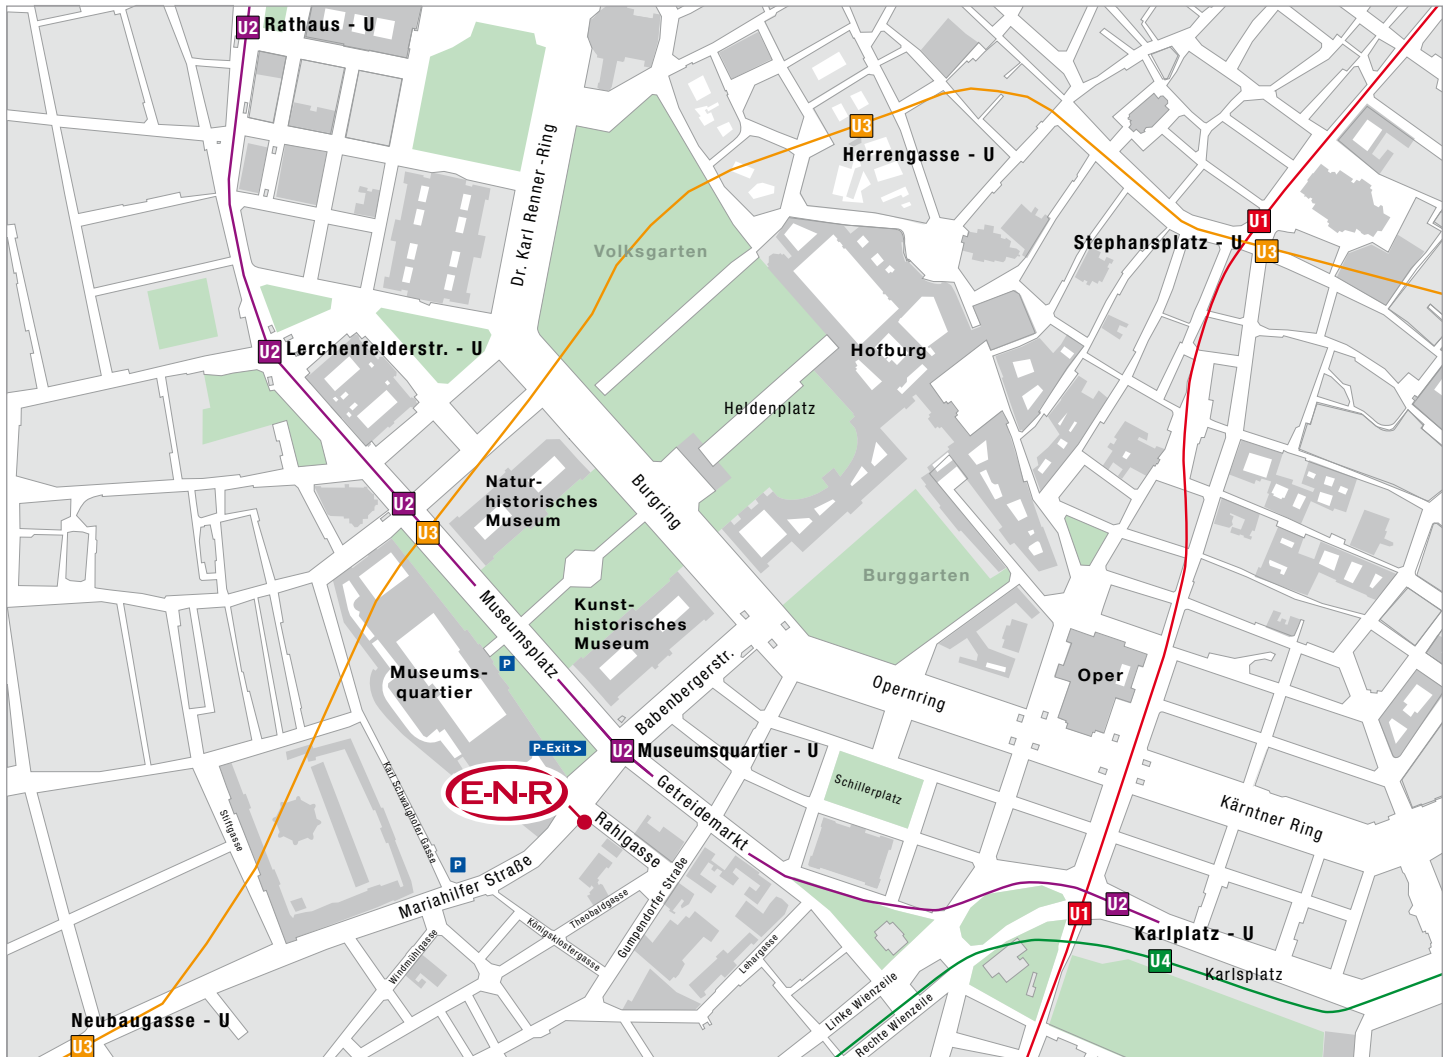 U2 Rathaus - U
U3
Herrengasse - U
Dr. Karl Renner - Ring
U1
Stephansplatz - U
U3
Volksgarten
U2 Lerchenfelderstr. - U
Hofburg
Heldenplatz
U2
U3
Natur-
historisches
Museum
Burgring
Burggarten
Museumsplatz
Kunst-
historisches
Museum
P
Museums-
quartier
Babenbergerstr.
Opernring
Oper
P-Exit >
U2 Museumsquartier - U
Getreidemarkt
Schillerplatz
Kärntner Ring
E-N-R
Rahlgasse
Karl Schwaighofer Gasse
Stiftgasse
P
Mariahilfer Straße
Theobaldgasse
Königsklostergasse
Gumpendorfer Straße
Windmühlgasse
Lehargasse
Linke Wienzeile
Rechte Wienzeile
U1
U2
Karlplatz - U
U4
Karlsplatz
Neubaugasse - U
U3